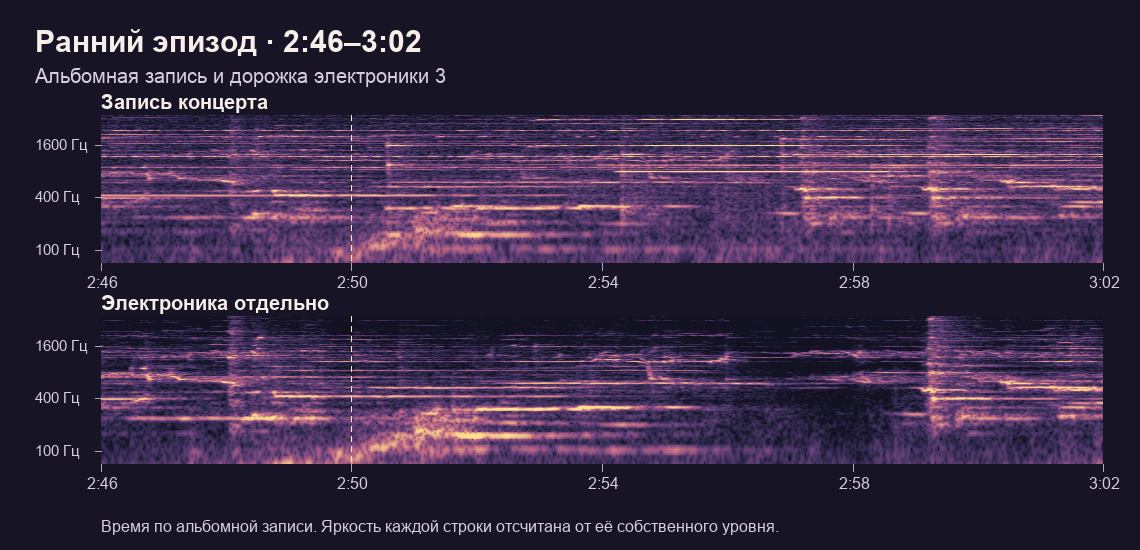 Ранний эпизод · 2:46–3:02
Альбомная запись и дорожка электроники 3
Запись концерта
1600 Гц
400 Гц
100 Гц
2:46 2:50 2:54 2:58 3:02
Электроника отдельно
1600 Гц
400 Гц
100 Гц
2:46 2:50 2:54 2:58 3:02
Время по альбомной записи. Яркость каждой строки отсчитана от её собственного уровня.